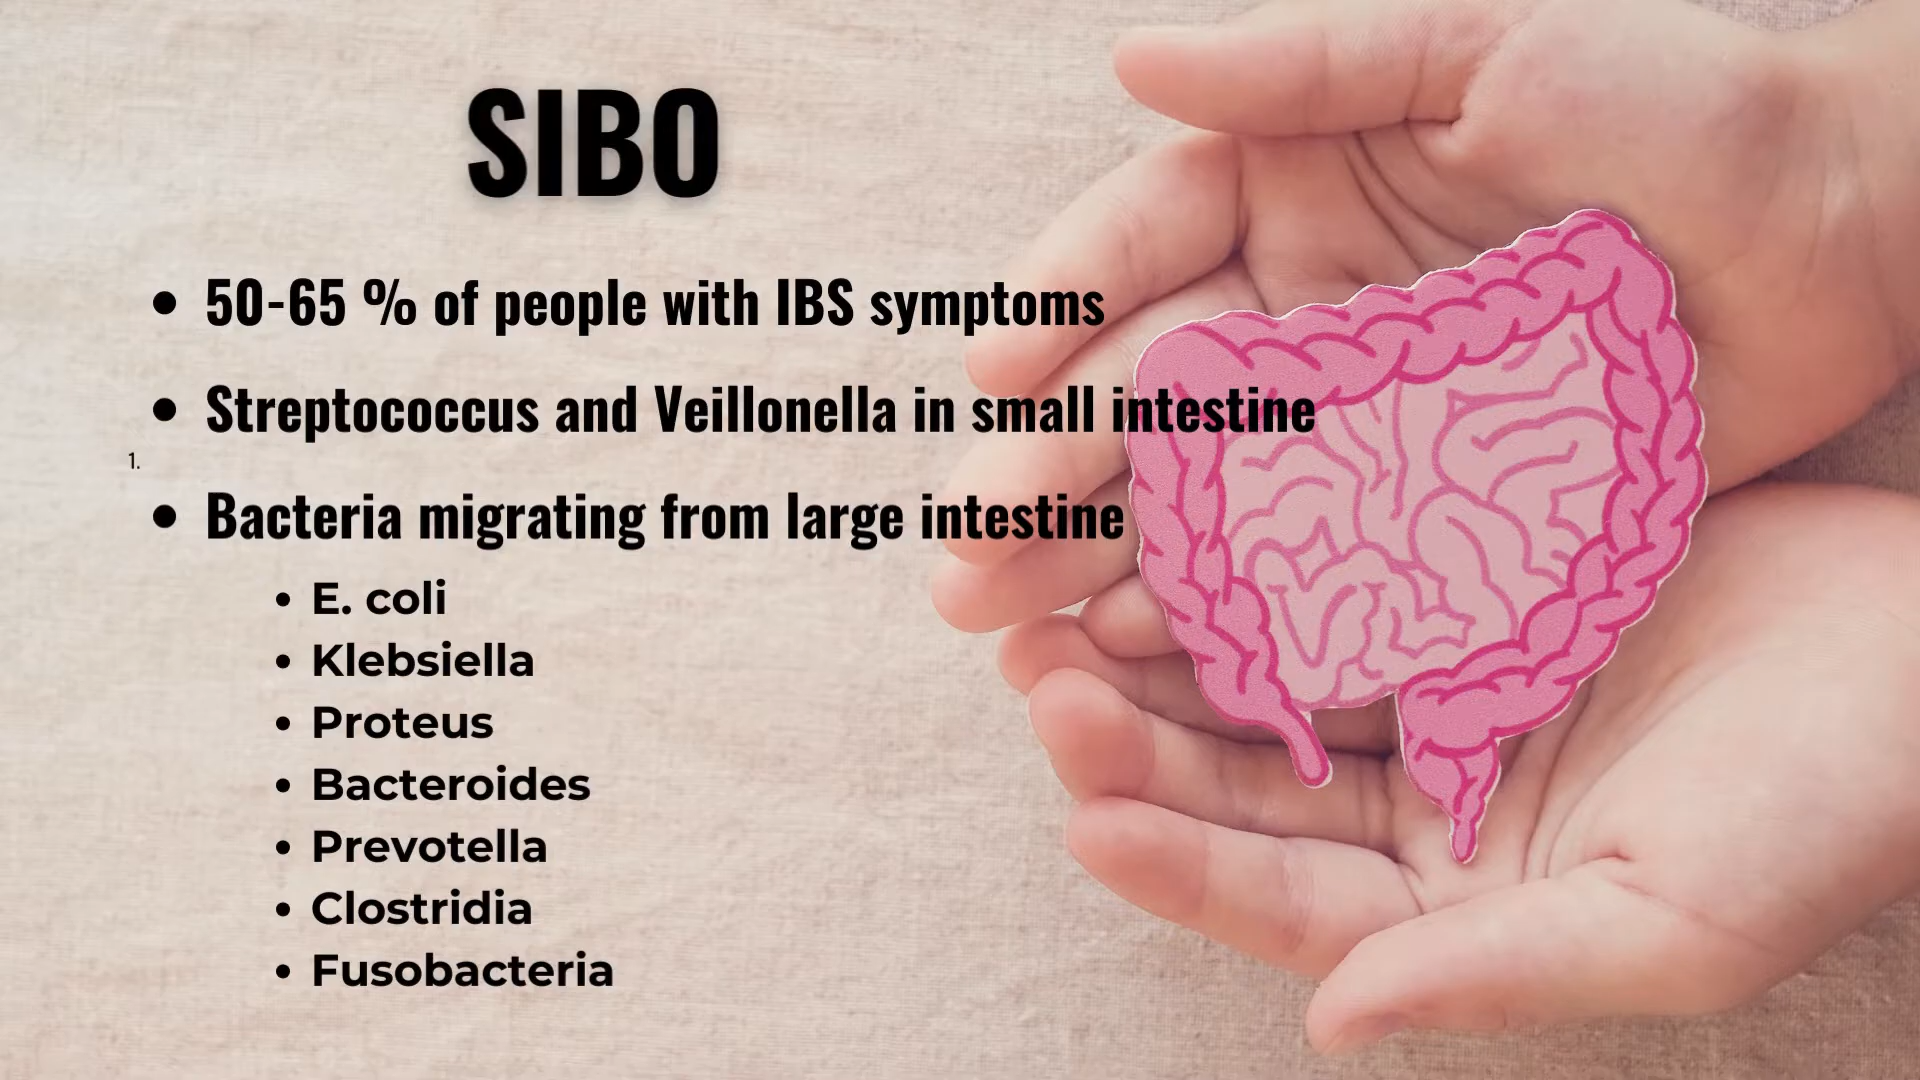 SIBO
• 50-65 % of people with IBS symptoms
• Streptococcus and Veillonella in small intestine
1.
• Bacteria migrating from large intestine
• E. coli
• Klebsiella
• Proteus
• Bacteroides
• Prevotella
• Clostridia
• Fusobacteria